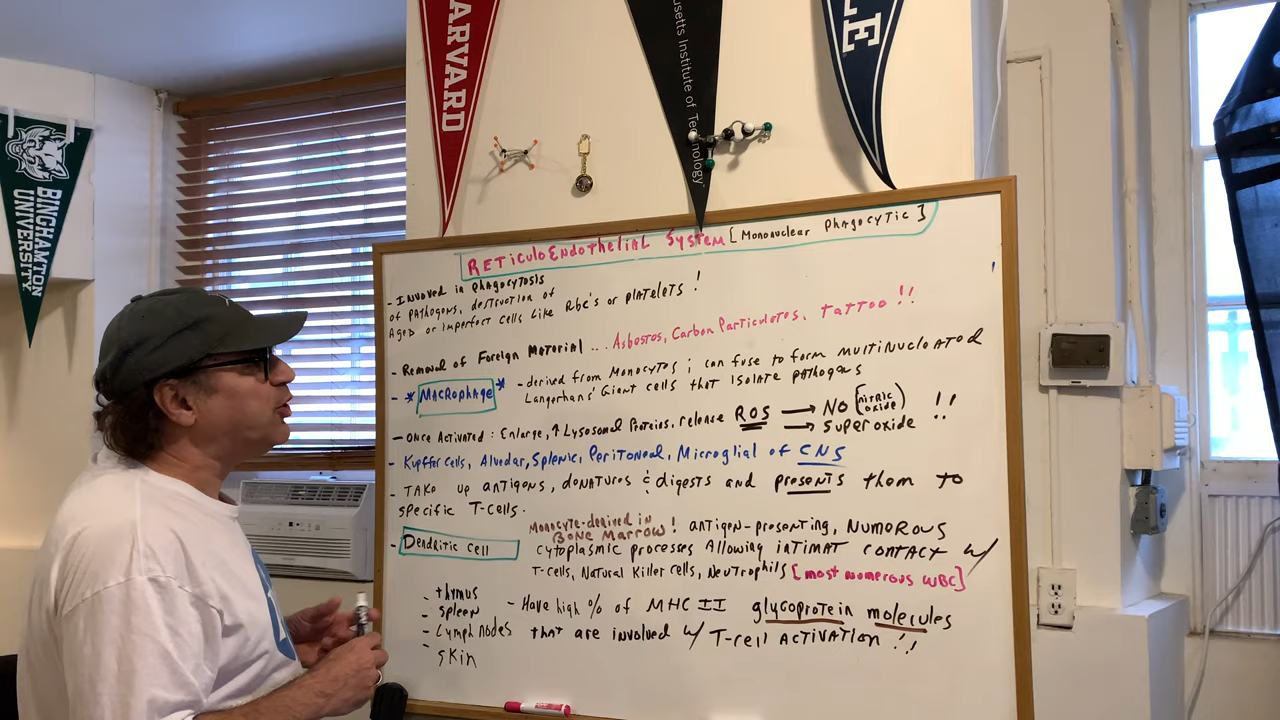 HARVARD
Massachusetts Institute of Technology
YALE
BINGHAMTON
UNIVERSITY
RETICULOENDOTHELIAL SYSTEM [Mononuclear Phagocytic]
- INVOLVED in phagocytosis
of pathogens, destruction of
Aged or imperfect cells like Rbc's or PLATELETS!
- Removal of Foreign Material... Asbostos, Carbon Particulates, TATTOO!!
- * MACROphage * - derived from MONOCYTOS; can fuse to form MULTINUCLOATOD
Langerhans' Giant cells that ISOLATE pathogens
- ONCE Activated: Enlarge, ↑ Lysosomal Proteins, release ROS → NO [NITRIC OXIDE] !!
→ Superoxide
- Kupffer cells, Alveolar, Splenic, Peritoneal, Microglial of CNS
- TAKE up antigens, denatures & digests and presents them to
specific T-cells.
- Dendritic cell
MONOCYTE-derived in BONE MARROW! antigen-presenting, NUMEROUS
cytoplasmic processes Allowing INTIMAT CONTACT w/
T-cells, Natural Killer cells, Neutrophils [most numerous WBC]
- thymus
- spleen
- Lymph nodes
- skin
- Have high % of MHC II glycoprotein molecules
that are involved w/ T-cell ACTIVATION!!